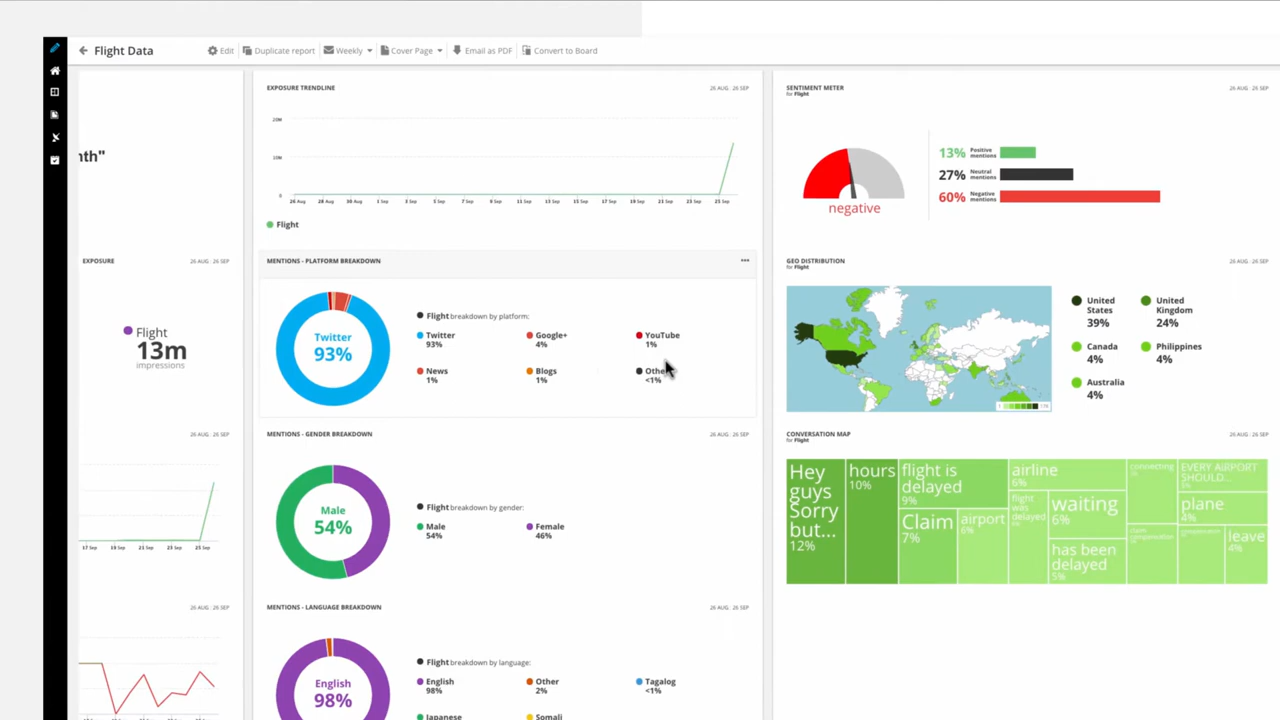 Flight Data
Edit
Duplicate report
Weekly
Cover Page
Email as PDF
Convert to Board
nth"
EXPOSURE
26 AUG : 26 SEP
Flight
13m
impressions
26 AUG : 26 SEP
17 Sep 19 Sep 21 Sep 23 Sep 25 Sep
26 AUG : 26 SEP
EXPOSURE TRENDLINE
26 AUG : 26 SEP
20M
10M
0
26 Aug 28 Aug 30 Aug 1 Sep 3 Sep 5 Sep 7 Sep 9 Sep 11 Sep 13 Sep 15 Sep 17 Sep 19 Sep 21 Sep 23 Sep 25 Sep
Flight
MENTIONS - PLATFORM BREAKDOWN
Twitter
93%
Flight breakdown by platform:
Twitter
93%
Google+
4%
YouTube
1%
News
1%
Blogs
1%
<1%
MENTIONS - GENDER BREAKDOWN
26 AUG : 26 SEP
Male
54%
Flight breakdown by gender:
Male
54%
Female
46%
MENTIONS - LANGUAGE BREAKDOWN
26 AUG : 26 SEP
English
98%
Flight breakdown by language:
English
98%
Other
2%
Tagalog
<1%
Japanese
Somali
SENTIMENT METER
for Flight
26 AUG : 26 SEP
negative
13% Positive mentions
27% Neutral mentions
60% Negative mentions
GEO DISTRIBUTION
for Flight
26 AUG : 26 SEP
United
States
39%
United
Kingdom
24%
Canada
4%
Philippines
4%
Australia
4%
CONVERSATION MAP
for Flight
26 AUG : 26 SEP
Hey
guys
Sorry
but...
12%
hours
10%
flight is
delayed
9%
Claim
7%
airport
6%
airline
6%
flight
was
delayed
waiting
6%
has been
delayed
5%
connecting
EVERY AIRPORT
SHOULD...
plane
4%
leave
4%